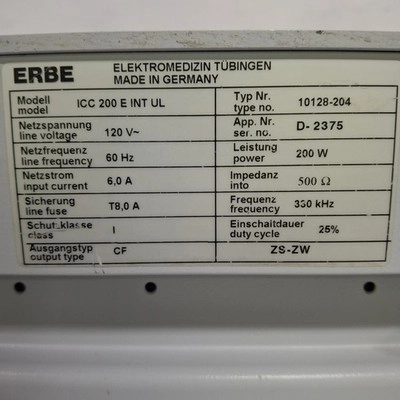 ERBE ELEKTROMEDIZIN TÜBINGEN
MADE IN GERMANY
Modell
model ICC 200 E INT UL
Typ Nr.
type no. 10128-204
Netzspannung
line voltage 120 V~
App. Nr.
ser. no. D- 2375
Netzfrequenz
line frequency 60 Hz
Leistung
power 200 W
Netzstrom
input current 6,0 A
Impedanz
into 500 Ω
Sicherung
line fuse T8,0 A
Frequenz
frequency 330 kHz
Schutzklasse
class I
Einschaltdauer
duty cycle 25%
Ausgangstyp
output type CF
ZS-ZW